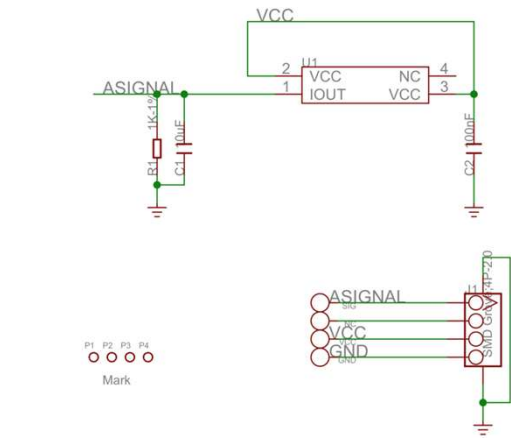 VCC
U1
2 VCC NC 4
1 IOUT VCC 3
ASIGNAL
R1 1K-1%
C1 10uF
C2 100nF
J1 SMD Grove;4P-2.0
ASIGNAL
SIG
VCC
GND
GND
P1 P2 P3 P4
Mark